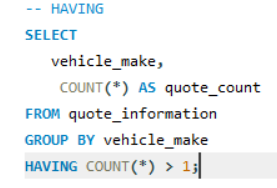 -- HAVING
SELECT
vehicle_make,
COUNT(*) AS quote_count
FROM quote_information
GROUP BY vehicle_make
HAVING COUNT(*) > 1;